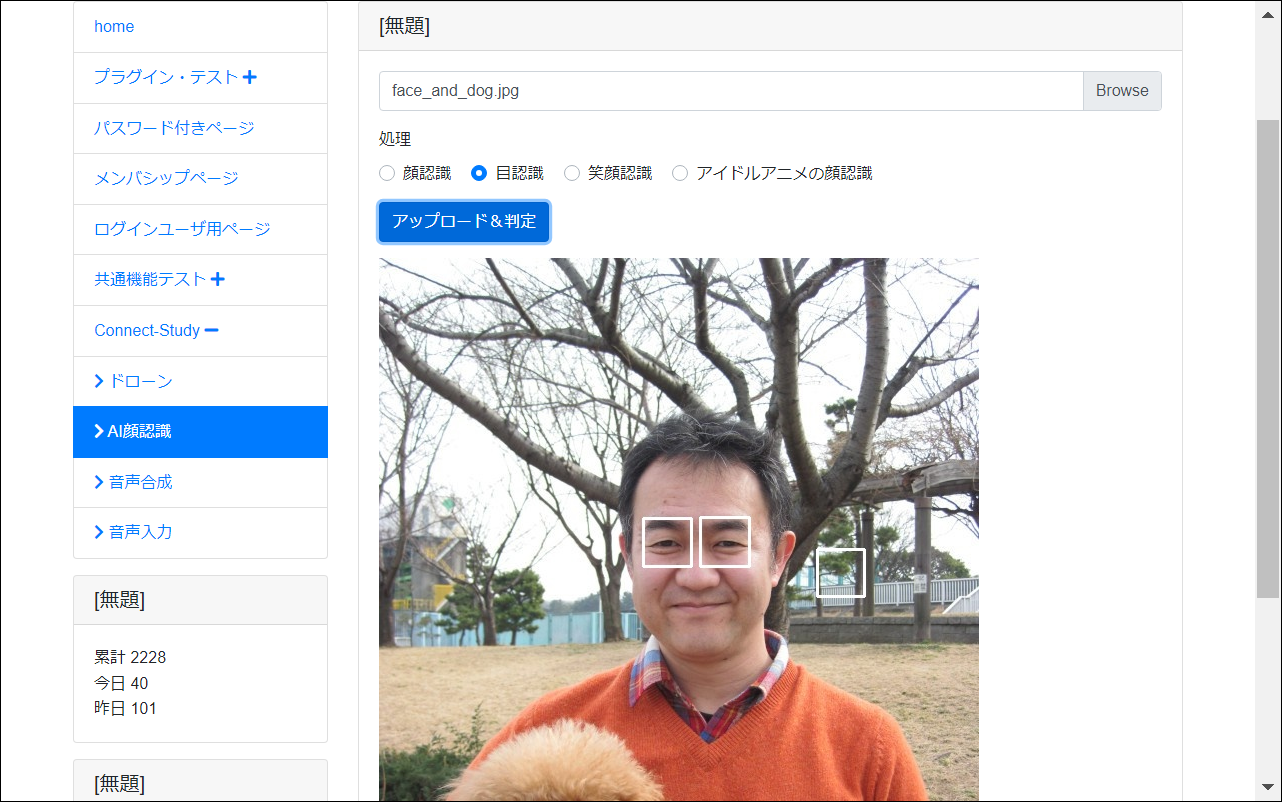 home
プラグイン・テスト
パスワード付きページ
メンバシップページ
ログインユーザ用ページ
共通機能テスト
Connect-Study
ドローン
AI顔認識
音声合成
音声入力
[無題]
累計 2228
今日 40
昨日 101
[無題]
[無題]
face_and_dog.jpg Browse
処理
顔認識 目認識 笑顔認識 アイドルアニメの顔認識
アップロード＆判定